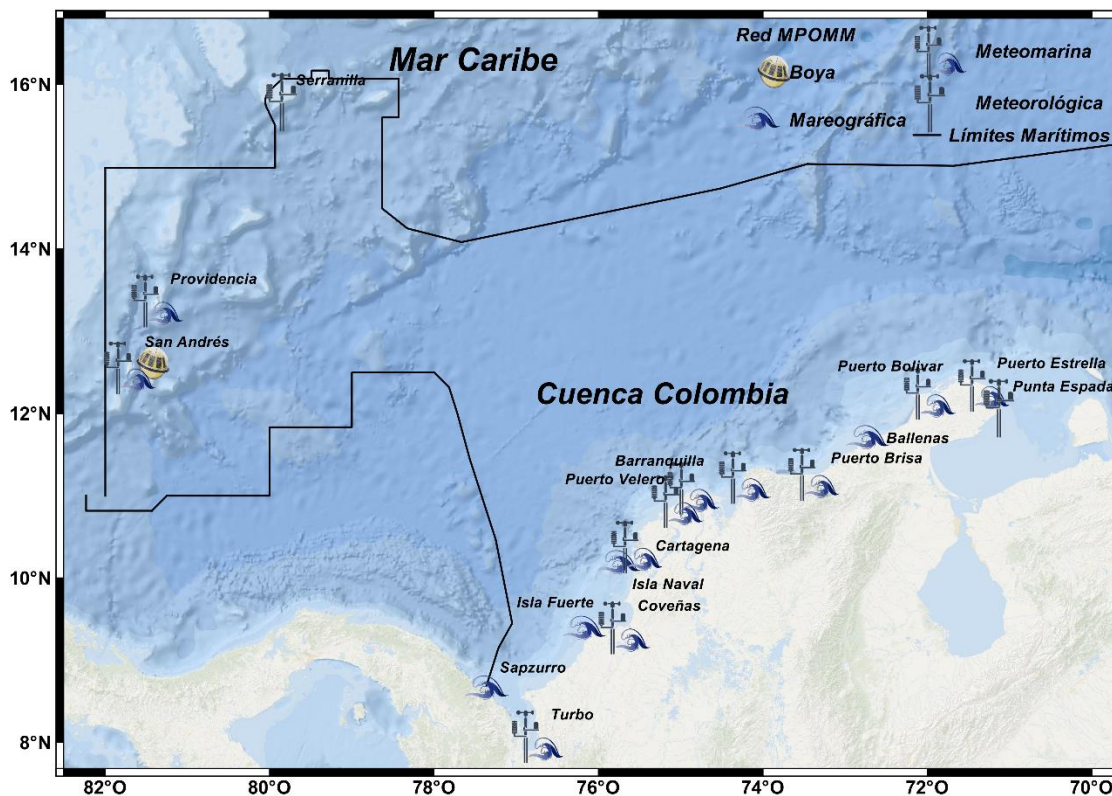 Mar Caribe
Red MPOMM
Boya
Mareográfica
Meteomarina
Meteorológica
Límites Marítimos
Serranilla
16°N
14°N
Providencia
San Andrés
Puerto Bolivar
Puerto Estrella
Punta Espada
12°N
Cuenca Colombia
Ballenas
Barranquilla
Puerto Brisa
Puerto Velero
Cartagena
10°N
Isla Naval
Isla Fuerte
Coveñas
Sapzurro
Turbo
8°N
82°O
80°O
78°O
76°O
74°O
72°O
70°O